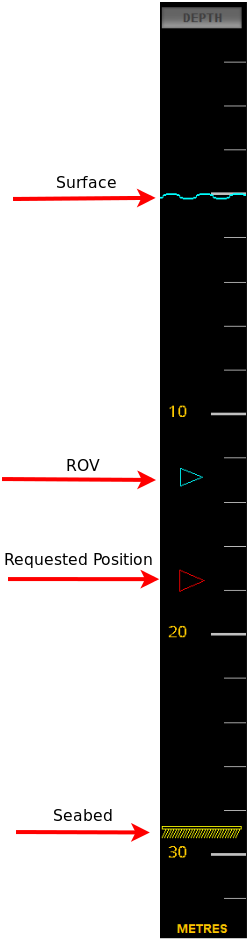 DEPTH
Surface
10
ROV
Requested Position
20
Seabed
30
METRES